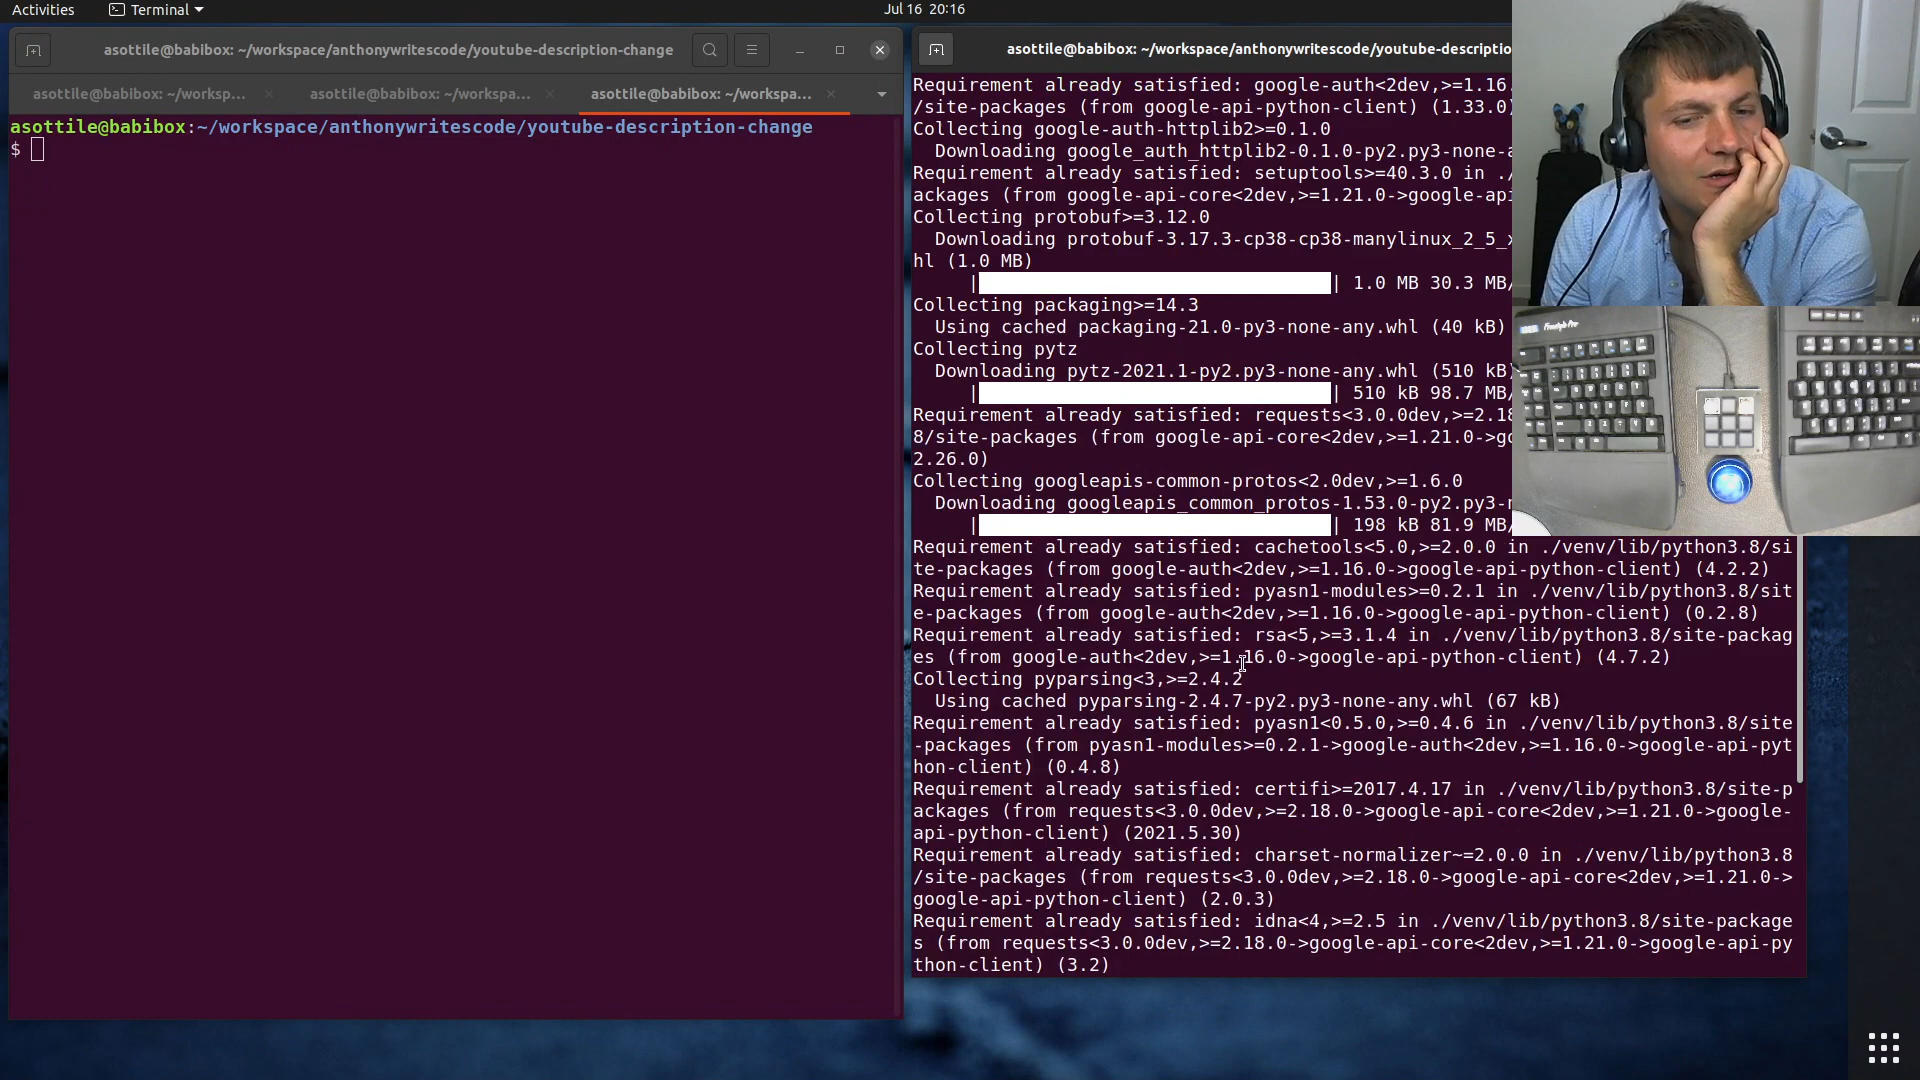 Activities
Terminal
Jul 16 20:16
asottile@babibox: ~/workspace/anthonywritescode/youtube-description-change
asottile@babibox: ~/worksp...
asottile@babibox: ~/workspa...
asottile@babibox: ~/workspa...
asottile@babibox:~/workspace/anthonywritescode/youtube-description-change
$
asottile@babibox: ~/workspace/anthonywritescode/youtube-descriptio
Requirement already satisfied: google-auth<2dev,>=1.16.
/site-packages (from google-api-python-client) (1.33.0)
Collecting google-auth-httplib2>=0.1.0
Downloading google_auth_httplib2-0.1.0-py2.py3-none-a
Requirement already satisfied: setuptools>=40.3.0 in ./
ackages (from google-api-core<2dev,>=1.21.0->google-api
Collecting protobuf>=3.12.0
Downloading protobuf-3.17.3-cp38-cp38-manylinux_2_5_x
hl (1.0 MB)
| 1.0 MB 30.3 MB/
Collecting packaging>=14.3
Using cached packaging-21.0-py3-none-any.whl (40 kB)
Collecting pytz
Downloading pytz-2021.1-py2.py3-none-any.whl (510 kB)
| 510 kB 98.7 MB/
Requirement already satisfied: requests<3.0.0dev,>=2.18
8/site-packages (from google-api-core<2dev,>=1.21.0->go
2.26.0)
Collecting googleapis-common-protos<2.0dev,>=1.6.0
Downloading googleapis_common_protos-1.53.0-py2.py3-n
| 198 kB 81.9 MB/
Requirement already satisfied: cachetools<5.0,>=2.0.0 in ./venv/lib/python3.8/si
te-packages (from google-auth<2dev,>=1.16.0->google-api-python-client) (4.2.2)
Requirement already satisfied: pyasn1-modules>=0.2.1 in ./venv/lib/python3.8/sit
e-packages (from google-auth<2dev,>=1.16.0->google-api-python-client) (0.2.8)
Requirement already satisfied: rsa<5,>=3.1.4 in ./venv/lib/python3.8/site-packag
es (from google-auth<2dev,>=1.16.0->google-api-python-client) (4.7.2)
Collecting pyparsing<3,>=2.4.2
Using cached pyparsing-2.4.7-py2.py3-none-any.whl (67 kB)
Requirement already satisfied: pyasn1<0.5.0,>=0.4.6 in ./venv/lib/python3.8/site
-packages (from pyasn1-modules>=0.2.1->google-auth<2dev,>=1.16.0->google-api-pyt
hon-client) (0.4.8)
Requirement already satisfied: certifi>=2017.4.17 in ./venv/lib/python3.8/site-p
ackages (from requests<3.0.0dev,>=2.18.0->google-api-core<2dev,>=1.21.0->google-
api-python-client) (2021.5.30)
Requirement already satisfied: charset-normalizer~=2.0.0 in ./venv/lib/python3.8
/site-packages (from requests<3.0.0dev,>=2.18.0->google-api-core<2dev,>=1.21.0->
google-api-python-client) (2.0.3)
Requirement already satisfied: idna<4,>=2.5 in ./venv/lib/python3.8/site-package
s (from requests<3.0.0dev,>=2.18.0->google-api-core<2dev,>=1.21.0->google-api-py
thon-client) (3.2)
Freestyle Pro